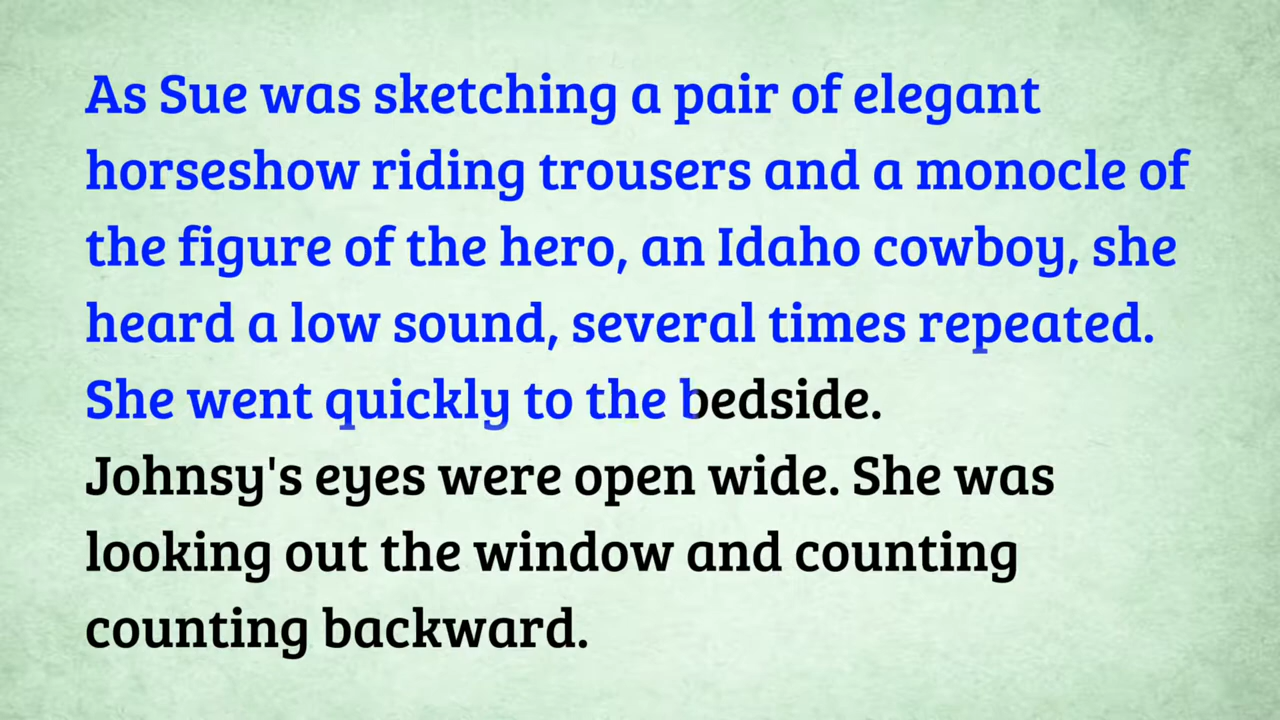 As Sue was sketching a pair of elegant
horseshow riding trousers and a monocle of
the figure of the hero, an Idaho cowboy, she
heard a low sound, several times repeated.
She went quickly to the bedside.
Johnsy's eyes were open wide. She was
looking out the window and counting
counting backward.